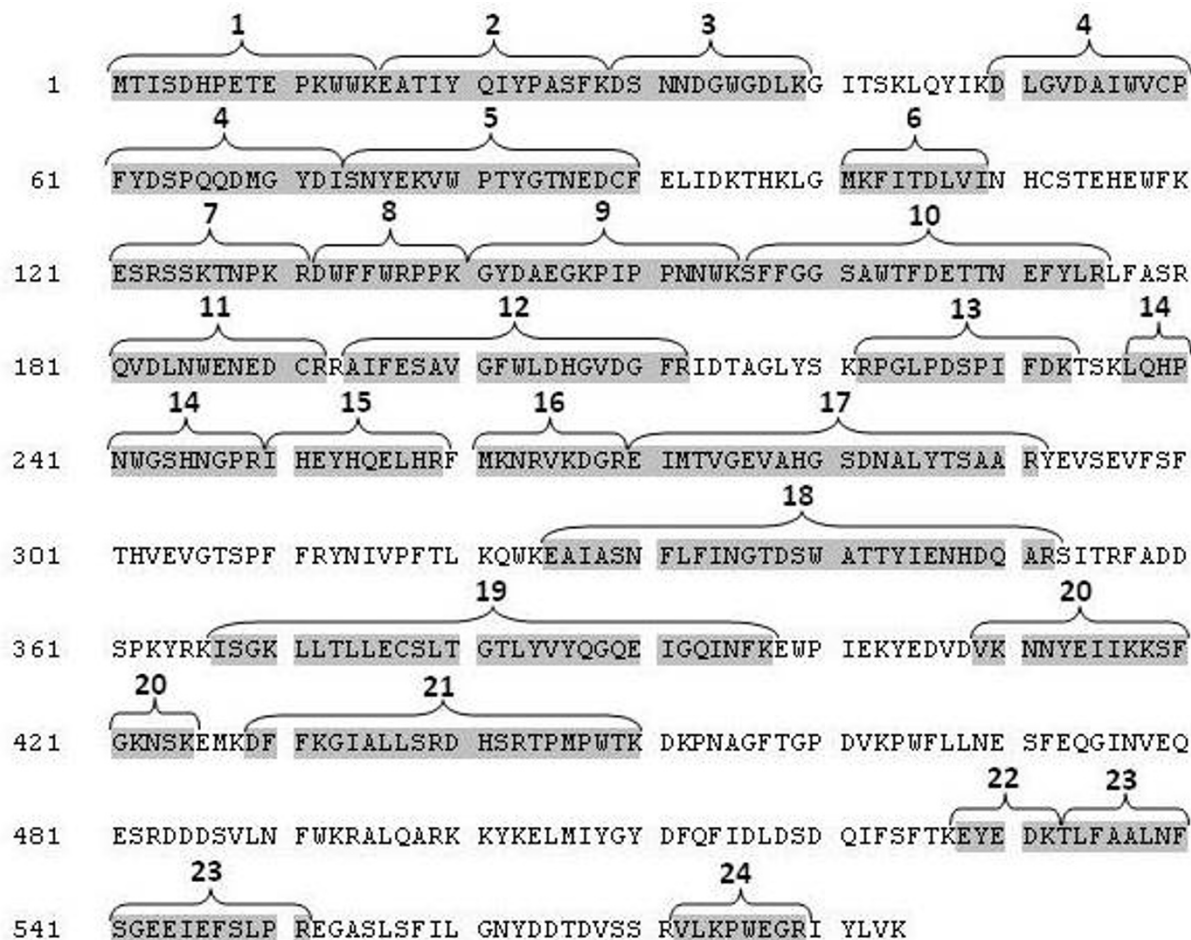 1 2 3 4
1 MTISDHPETE PKWWKEATIY QIYPASFKDS NNDGWGDLKG ITSKLQYIKD LGVDAIWVCP
4 5 6
61 FYDSPQQDMG YDISNYEKVW PTYGTNEDCF ELIDKTHKLG MKFITDLVIN HCSTEHEWFK
7 8 9 10
121 ESRSSKTNPK RDWFFWRPPK GYDAEGKPIP PNNWKSFFGG SAWTFDETTN EFYLRLFASR
11 12 13 14
181 QVDLNWENED CRRAIFESAV GFWLDHGVDG FRIDTAGLYS KRPGLPDSPI FDKTSKLQHP
14 15 16 17
241 NWGSHNGPRI HEYHQELHRF MKNRVKDGRE IMTVGEVAHG SDNALYTSAA RYEVSEVFSF
18
301 THVEVGTSPF FRYNIVPFTL KQWKEAIASN FLFINGTDSW ATTYIENHDQ ARSITRFADD
19 20
361 SPKYRKISGK LLTLLECSLT GTLYVYQGQE IGQINFKEWP IEKYEDVDVK NNYEIIKKSF
20 21
421 GKNSKEMKDF FKGIALLSRD HSRTPMPWTK DKPNAGFTGP DVKPWFLLNE SFEQGINVEQ
22 23
481 ESRDDDSVLN FWKRALQARK KYKELMIYGY DFQFIDLDSD QIFSFTKEYE DKTLFAALNF
23 24
541 SGEEIEFSLP REGASLSFIL GNYDDTDVSS RVLKPWEGRI YLVK